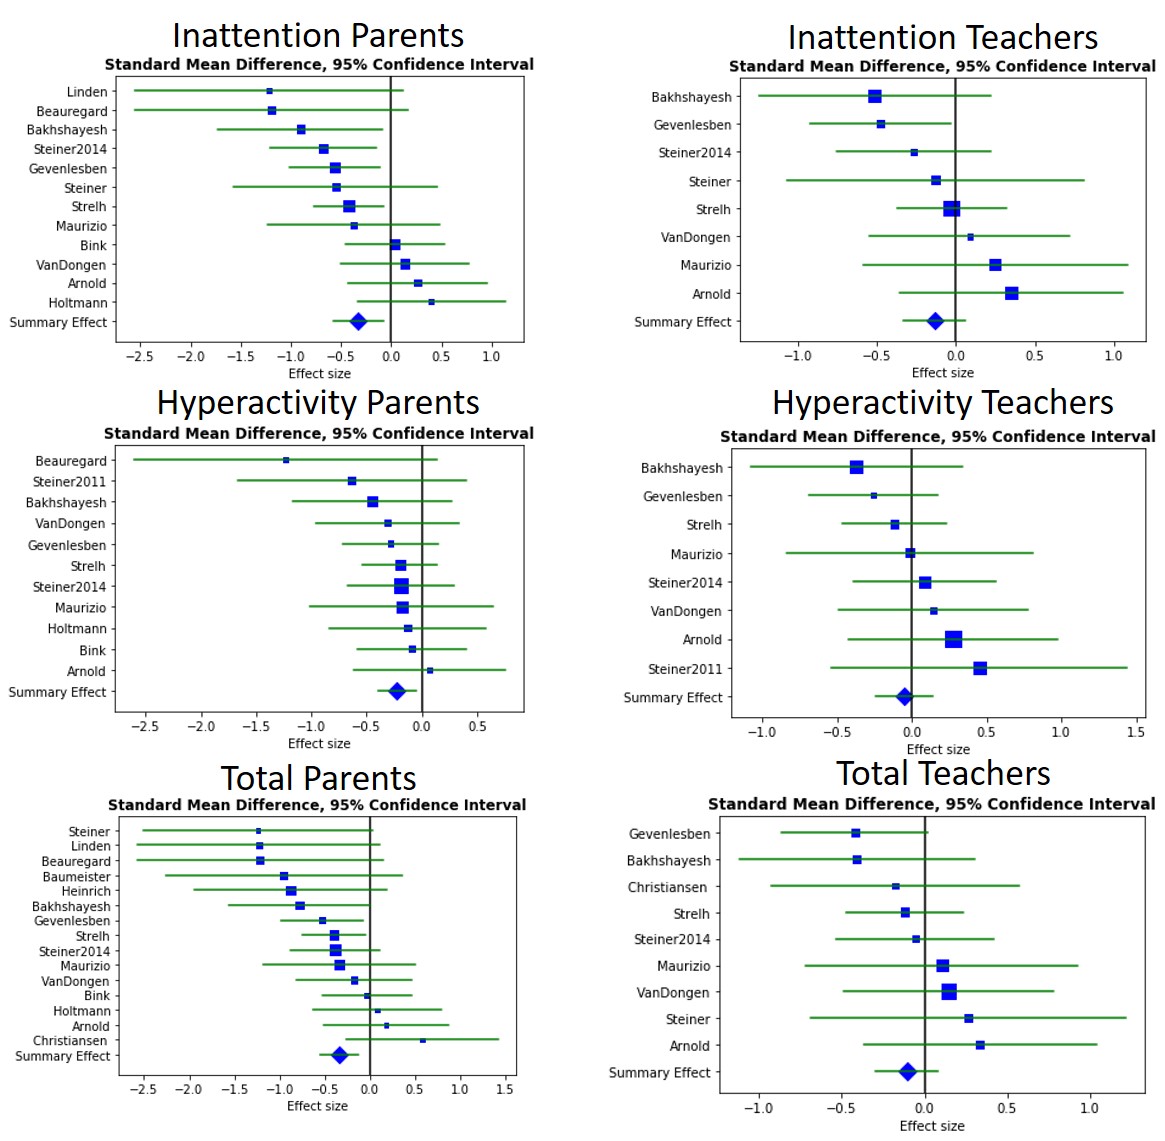 Inattention Parents
Standard Mean Difference, 95% Confidence Interval
Linden
Beauregard
Bakhshayesh
Steiner2014
Gevenlesben
Steiner
Strelh
Maurizio
Bink
VanDongen
Arnold
Holtmann
Summary Effect
−2.5 −2.0 −1.5 −1.0 −0.5 0.0 0.5 1.0
Effect size
Inattention Teachers
Standard Mean Difference, 95% Confidence Interval
Bakhshayesh
Gevenlesben
Steiner2014
Steiner
Strelh
VanDongen
Maurizio
Arnold
Summary Effect
−1.0 −0.5 0.0 0.5 1.0
Effect size
Hyperactivity Parents
Standard Mean Difference, 95% Confidence Interval
Beauregard
Steiner2011
Bakhshayesh
VanDongen
Gevenlesben
Strelh
Steiner2014
Maurizio
Holtmann
Bink
Arnold
Summary Effect
−2.5 −2.0 −1.5 −1.0 −0.5 0.0 0.5
Effect size
Hyperactivity Teachers
Standard Mean Difference, 95% Confidence Interval
Bakhshayesh
Gevenlesben
Strelh
Maurizio
Steiner2014
VanDongen
Arnold
Steiner2011
Summary Effect
−1.0 −0.5 0.0 0.5 1.0 1.5
Effect size
Total Parents
Standard Mean Difference, 95% Confidence Interval
Steiner
Linden
Beauregard
Baumeister
Heinrich
Bakhshayesh
Gevenlesben
Strelh
Steiner2014
Maurizio
VanDongen
Bink
Holtmann
Arnold
Christiansen
Summary Effect
−2.5 −2.0 −1.5 −1.0 −0.5 0.0 0.5 1.0 1.5
Effect size
Total Teachers
Standard Mean Difference, 95% Confidence Interval
Gevenlesben
Bakhshayesh
Christiansen
Strelh
Steiner2014
Maurizio
VanDongen
Steiner
Arnold
Summary Effect
−1.0 −0.5 0.0 0.5 1.0
Effect size